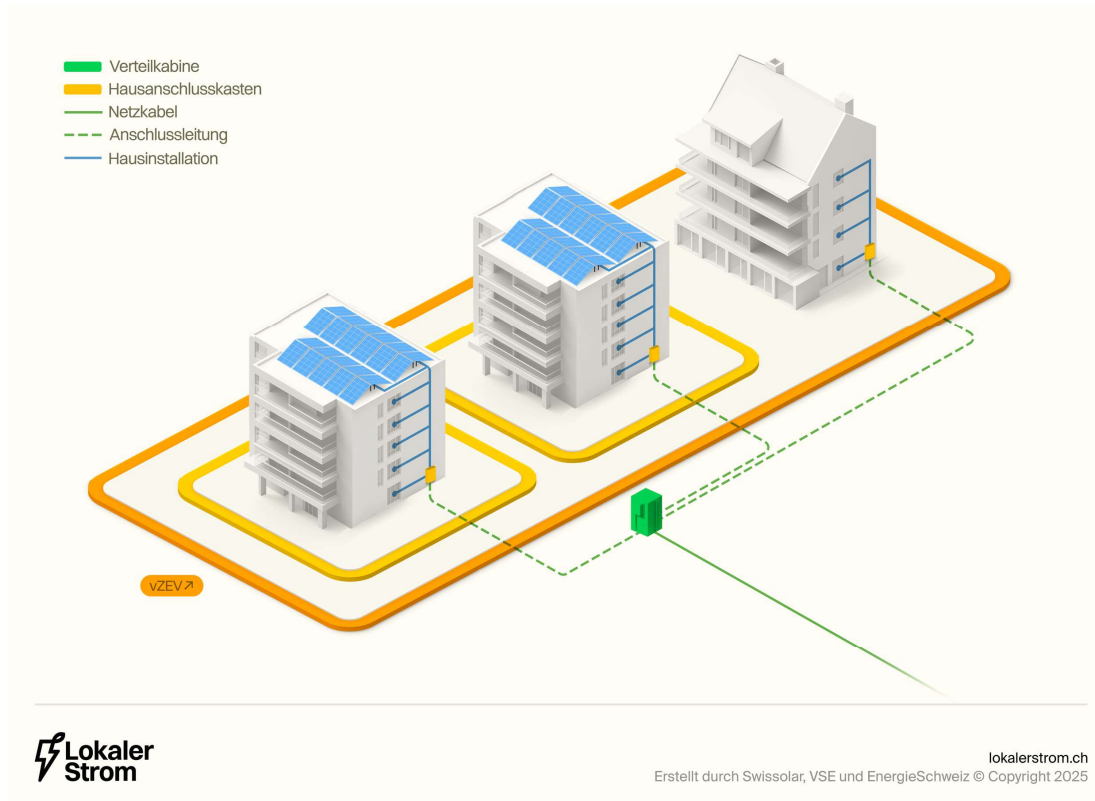 Verteilkabine
Hausanschlusskasten
Netzkabel
Anschlussleitung
Hausinstallation
vZEV↗
Lokaler
Strom
lokalerstrom.ch
Erstellt durch Swissolar, VSE und EnergieSchweiz © Copyright 2025